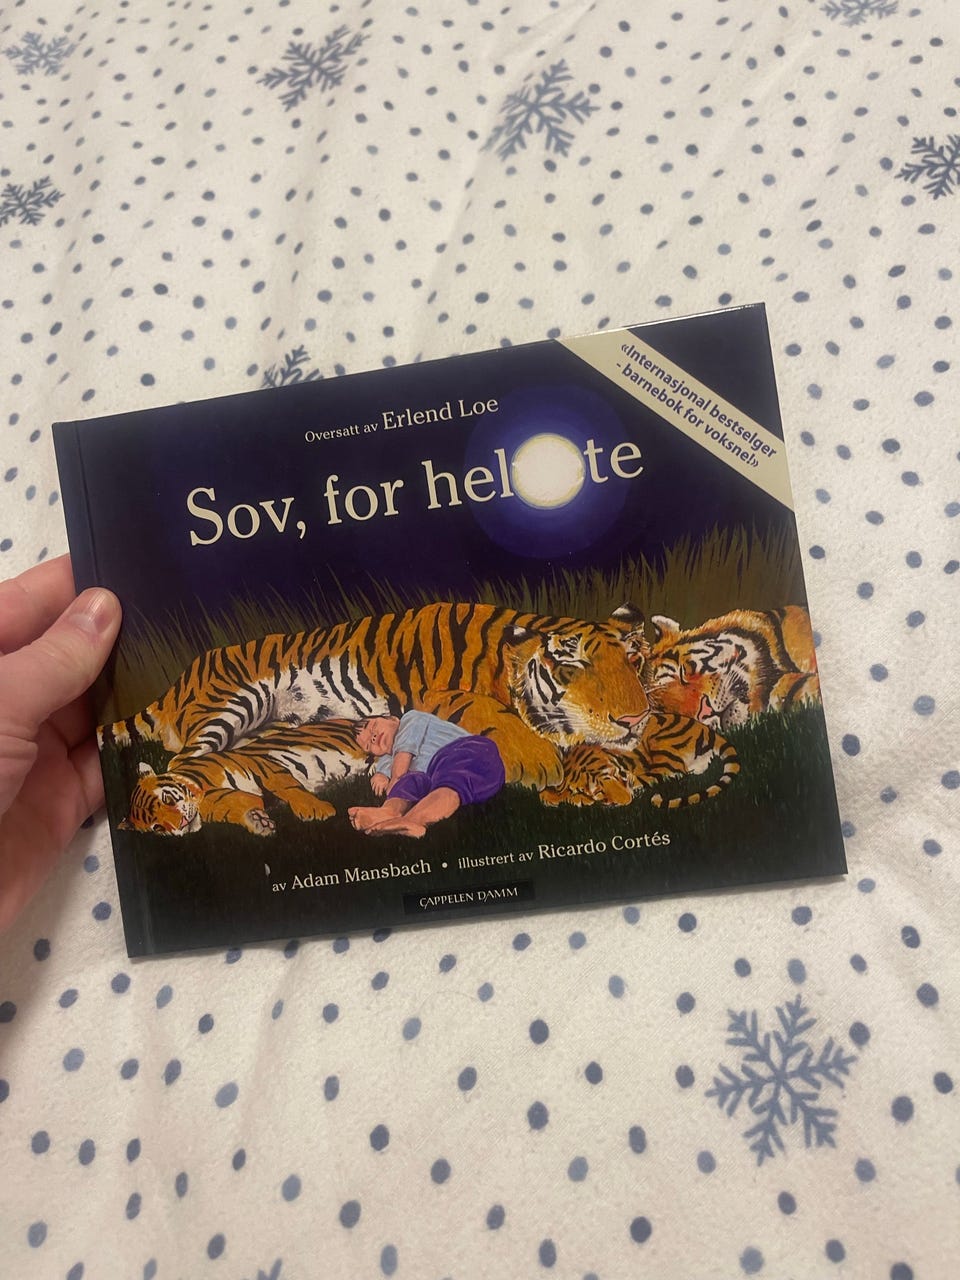 «Internasjonal bestselger
- barnebok for voksne!»
Oversatt av Erlend Loe
Sov, for hel te
av Adam Mansbach • illustrert av Ricardo Cortés
CAPPELEN DAMM